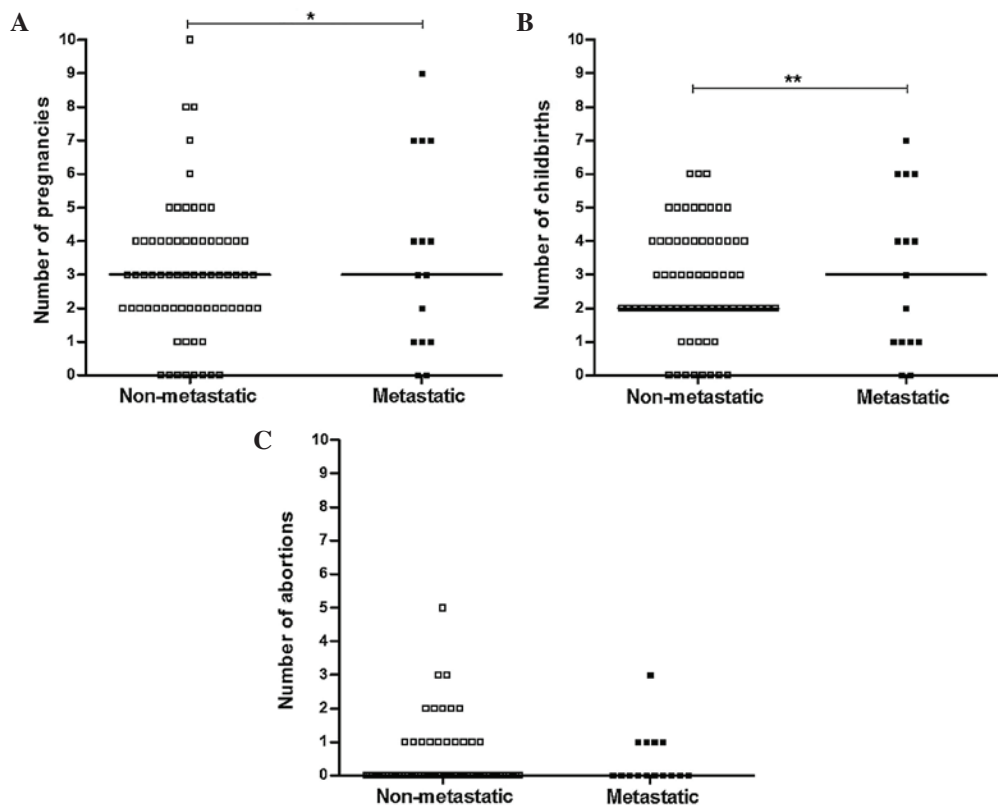 A
Number of pregnancies
10
9
8
7
6
5
4
3
2
1
0
*
Non-metastatic
Metastatic
B
Number of childbirths
10
9
8
7
6
5
4
3
2
1
0
**
Non-metastatic
Metastatic
C
Number of abortions
10
9
8
7
6
5
4
3
2
1
0
Non-metastatic
Metastatic